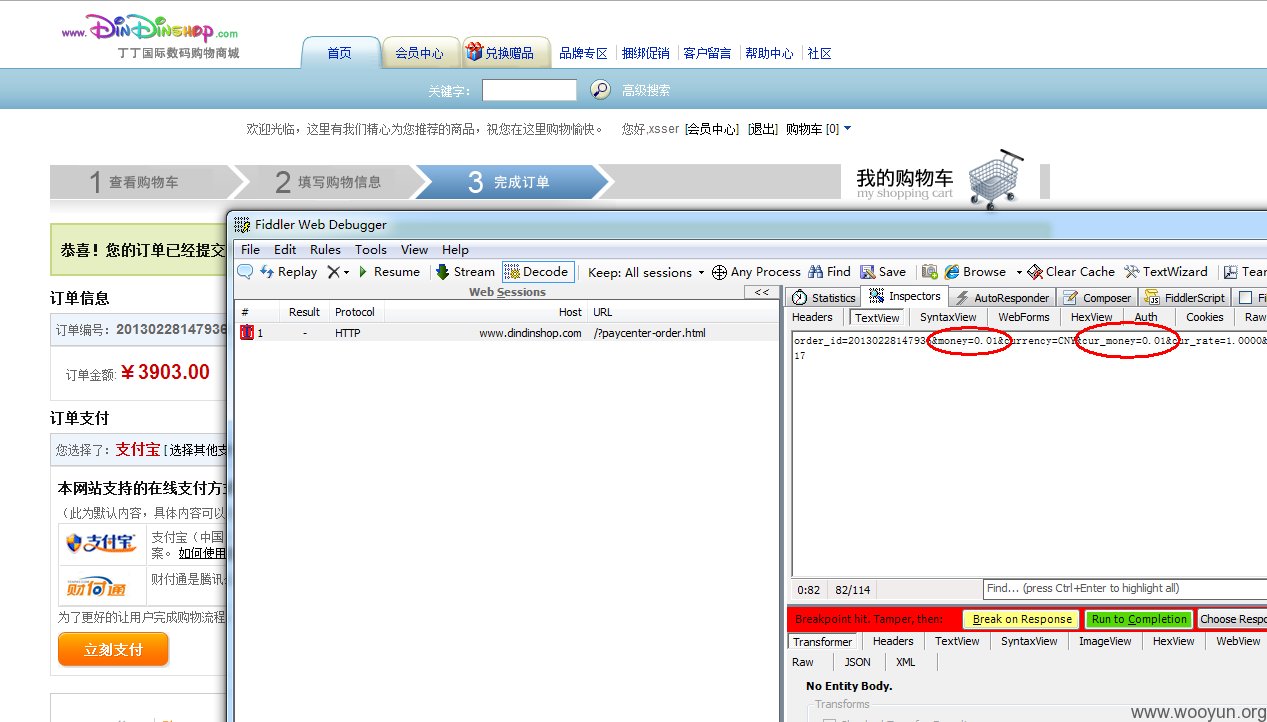 www.DinDinshop.com
丁丁国际数码购物商城
首页 会员中心 兑换赠品 品牌专区 捆绑促销 客户留言 帮助中心 社区
关键字： 高级搜索
欢迎光临，这里有我们精心为您推荐的商品，祝您在这里购物愉快。 您好,xsser [会员中心] [退出] 购物车 [0]
1 查看购物车 2 填写购物信息 3 完成订单 我的购物车
my shopping cart
恭喜！您的订单已经提交
订单信息
订单编号：20130228147936
订单金额: ￥3903.00
订单支付
您选择了：支付宝 [选择其他支
本网站支持的在线支付方式
（此为默认内容，具体内容可以
支付宝 支付宝（中国
案。 如何使用
财付通 财付通是腾讯
为了更好的让用户完成购物流程
立刻支付
Fiddler Web Debugger
File Edit Rules Tools View Help
Replay Resume Stream Decode Keep: All sessions Any Process Find Save Browse Clear Cache TextWizard Tear
Web Sessions <<
# Result Protocol Host URL
1 - HTTP www.dindinshop.com /?paycenter-order.html
Statistics Inspectors AutoResponder Composer FiddlerScript Fi
Headers TextView SyntaxView WebForms HexView Auth Cookies Raw
order_id=20130228147936&money=0.01&currency=CNY&cur_money=0.01&cur_rate=1.0000&
17
0:82 82/114 Find... (press Ctrl+Enter to highlight all)
Breakpoint hit. Tamper, then: Break on Response Run to Completion Choose Respo
Transformer Headers TextView SyntaxView ImageView HexView WebView
Raw JSON XML
No Entity Body.
Transforms
www.wooyun.org